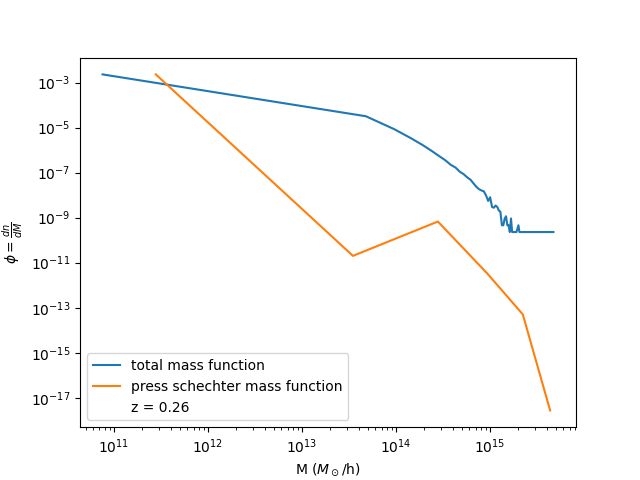 10⁻³
10⁻⁵
10⁻⁷
10⁻⁹
10⁻¹¹
10⁻¹³
10⁻¹⁵
10⁻¹⁷
ϕ = dn/dM
total mass function
press schechter mass function
z = 0.26
10¹¹ 10¹² 10¹³ 10¹⁴ 10¹⁵
M (M⊙/h)